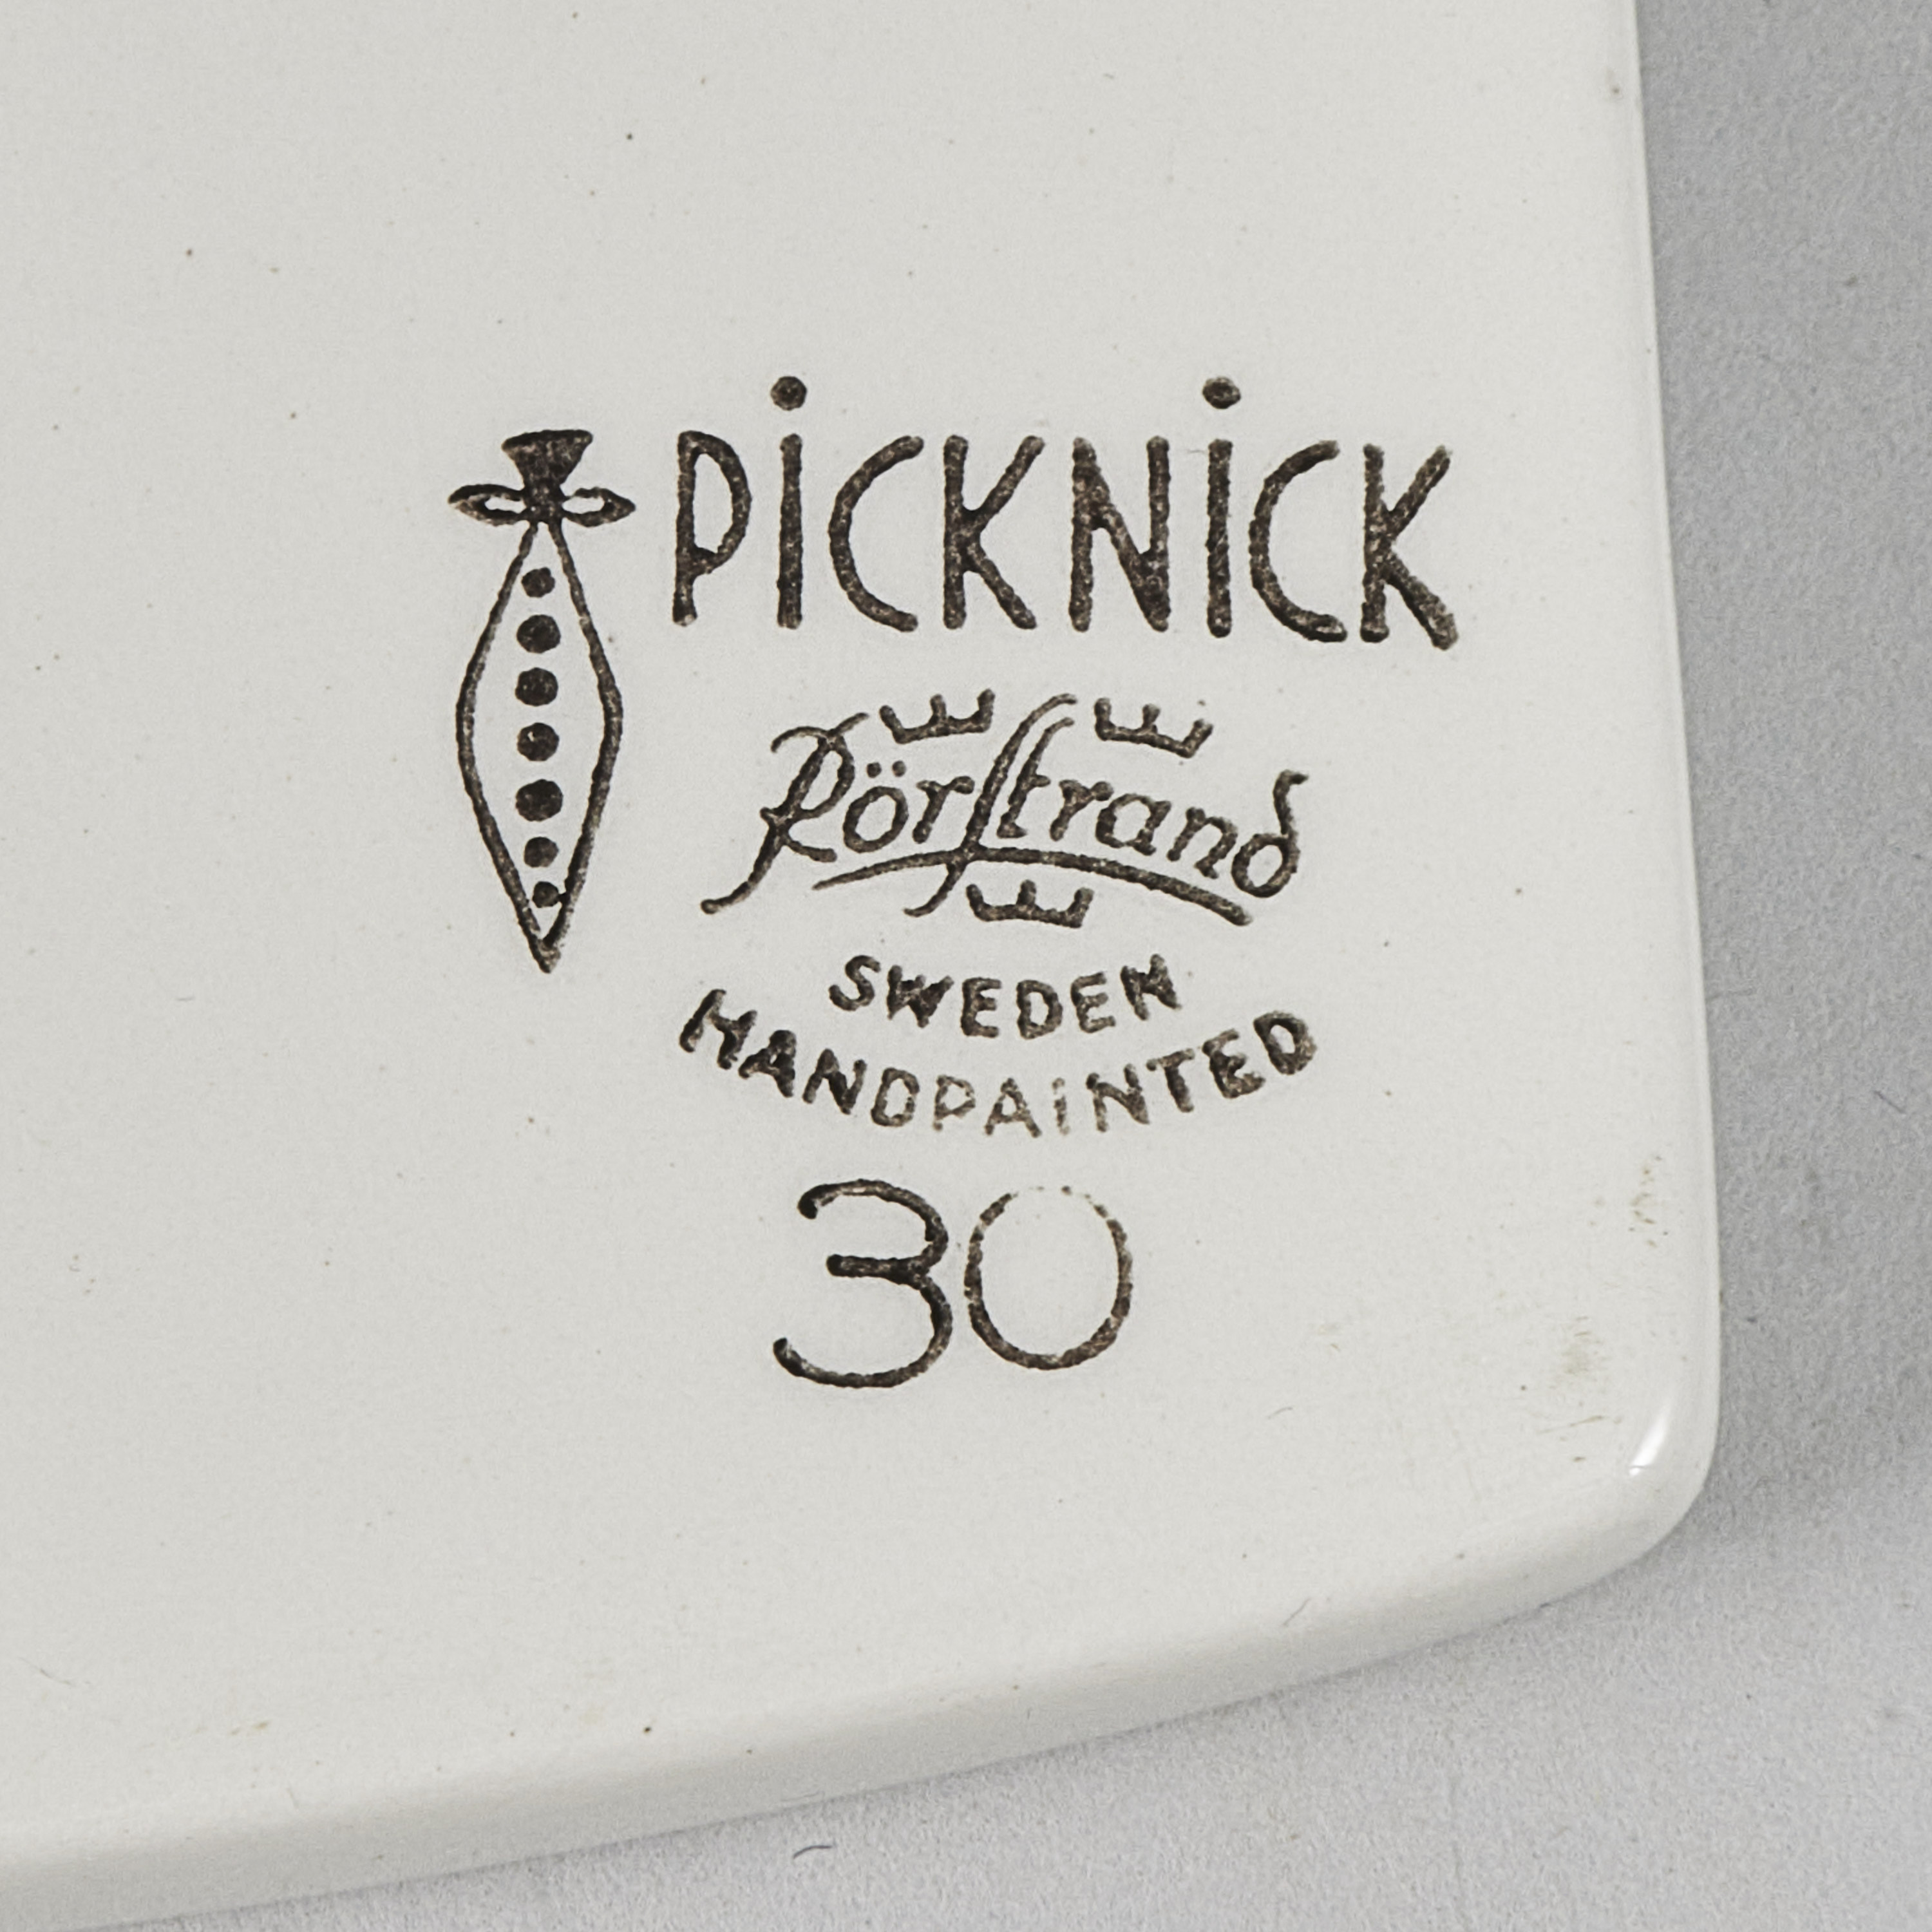 PiCKNiCK
Rörstrand
SWEDEN
HANDPAiNTED
30